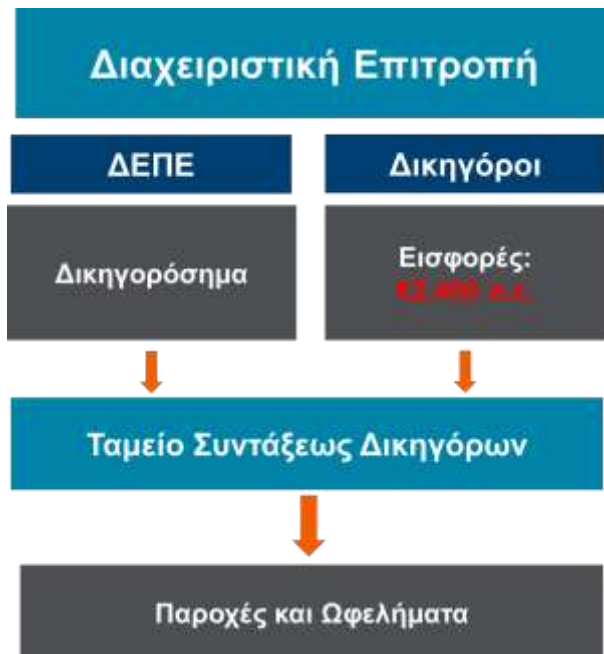 Διαχειριστική Επιτροπή
ΔΕΠΕ
Δικηγόροι
Δικηγορόσημα
Εισφορές:
Ταμείο Συντάξεως Δικηγόρων
Παροχές και Ωφελήματα